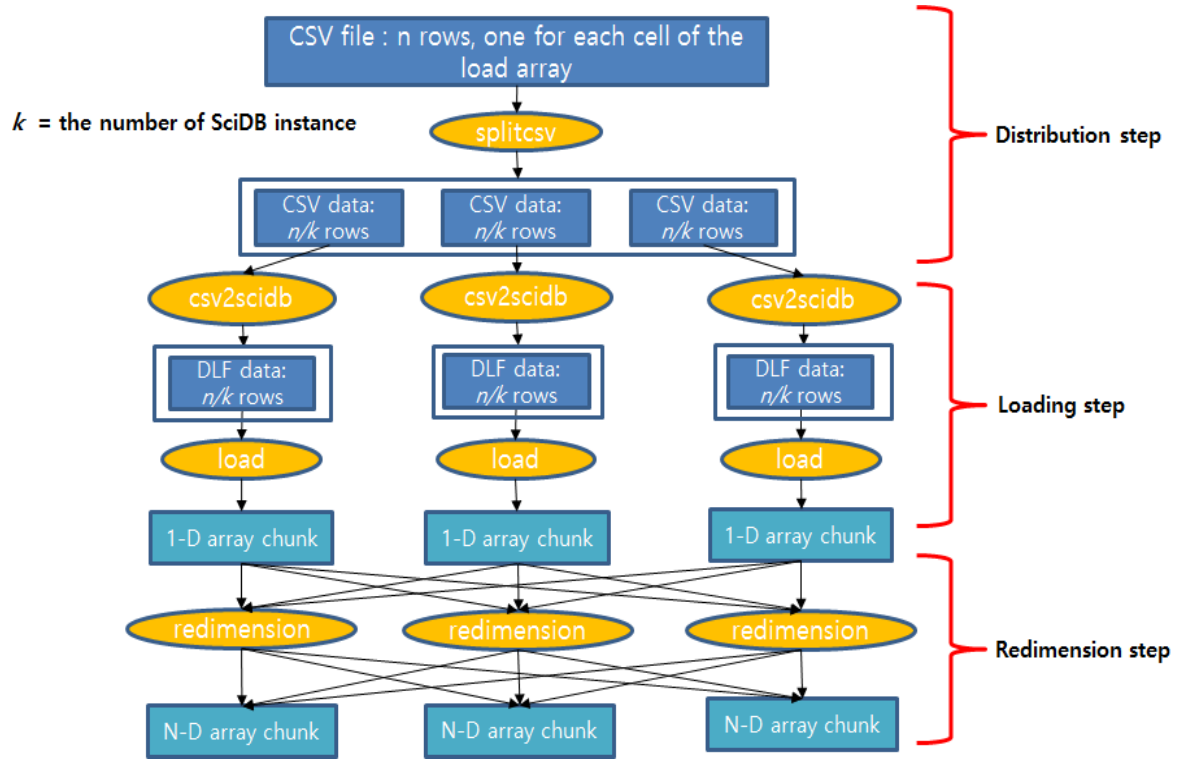 CSV file : n rows, one for each cell of the
load array
k = the number of SciDB instance
splitcsv
Distribution step
CSV data:
n/k rows
CSV data:
n/k rows
CSV data:
n/k rows
csv2scidb
csv2scidb
csv2scidb
DLF data:
n/k rows
DLF data:
n/k rows
DLF data:
n/k rows
Loading step
load
load
load
1-D array chunk
1-D array chunk
1-D array chunk
redimension
redimension
redimension
Redimension step
N-D array chunk
N-D array chunk
N-D array chunk